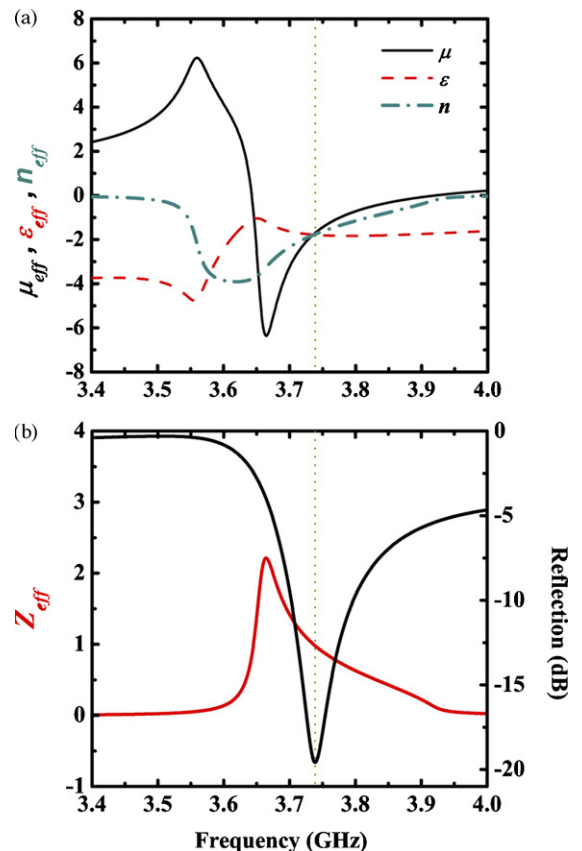 (a)
μ
ε
n
μeff , εeff , neff
8
6
4
2
0
-2
-4
-6
-8
3.4 3.5 3.6 3.7 3.8 3.9 4.0
(b)
Zeff
4
3
2
1
0
-1
0
-5
-10
-15
-20
Reflection (dB)
3.4 3.5 3.6 3.7 3.8 3.9 4.0
Frequency (GHz)